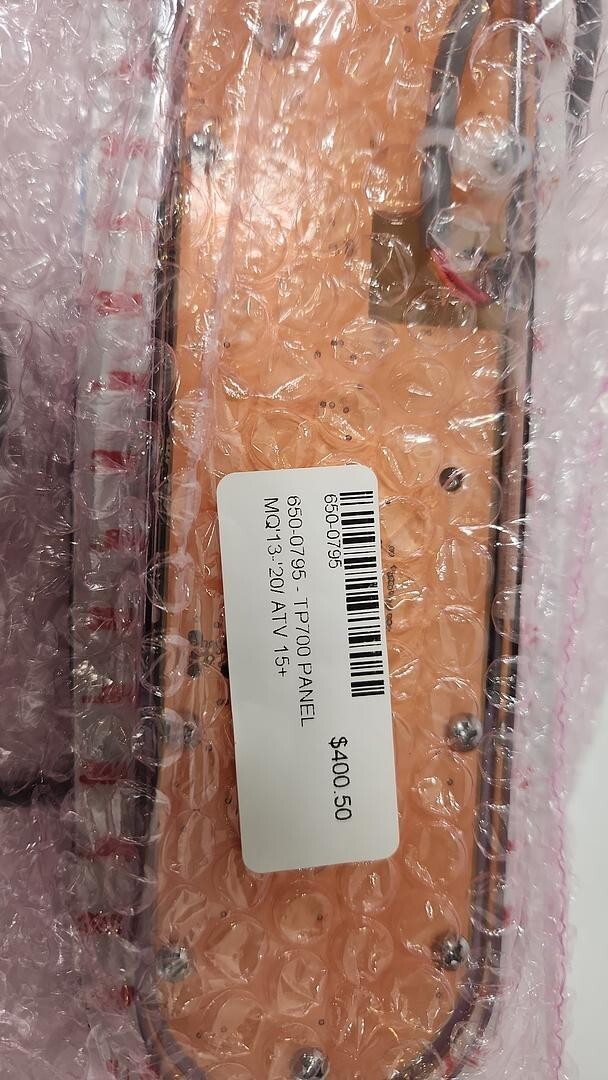 650-0795
650-0795 - TP700 PANEL
MQ'13-'20/ ATV 15+
$400.50